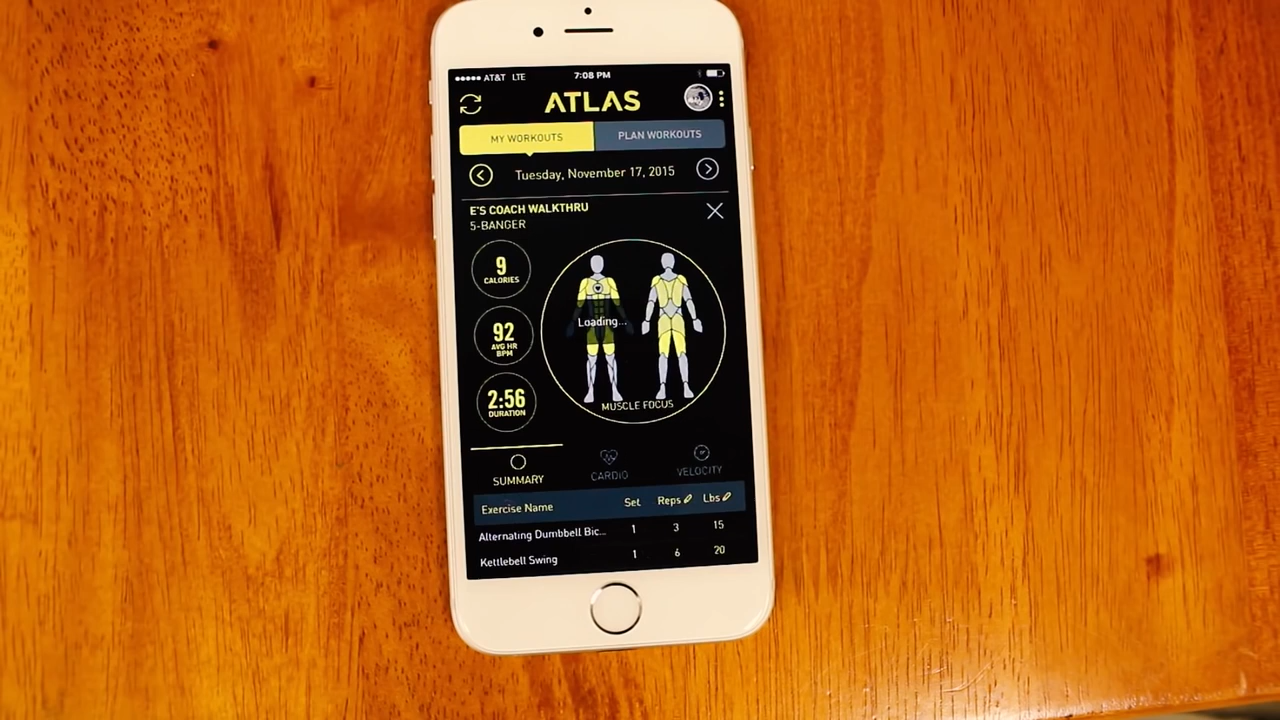 AT&T LTE 7:08 PM
ATLAS
MY WORKOUTS PLAN WORKOUTS
Tuesday, November 17, 2015
E'S COACH WALKTHRU
5-BANGER
9
CALORIES
92
AVG HR
BPM
2:56
DURATION
Loading...
MUSCLE FOCUS
SUMMARY CARDIO VELOCITY
Exercise Name Set Reps Lbs
Alternating Dumbbell Bic... 1 3 15
Kettlebell Swing 1 6 20